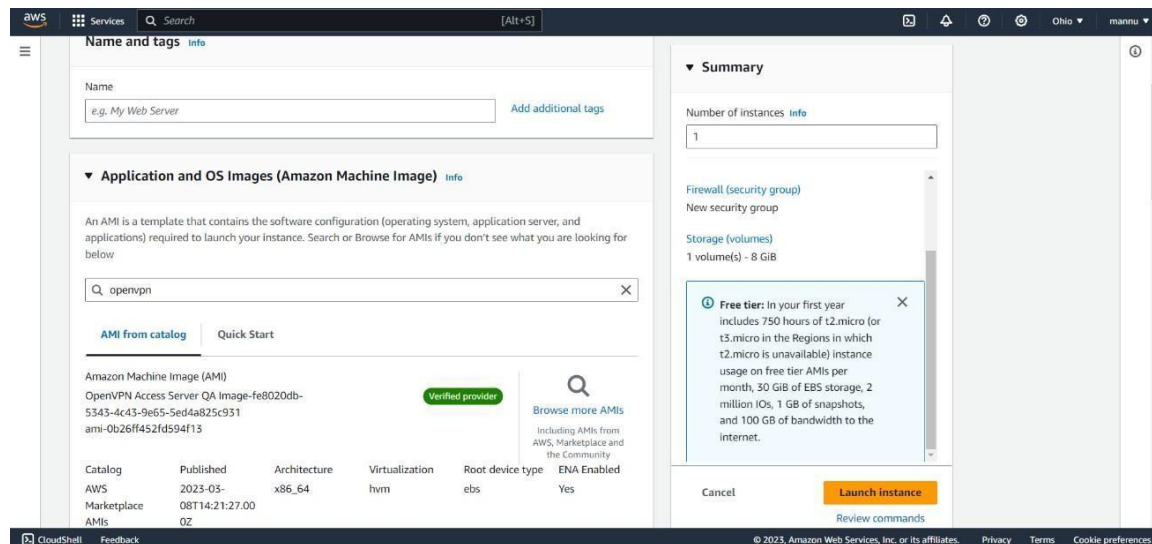 aws Services Search [Alt+S] Ohio mannu
Name and tags Info
Name
e.g. My Web Server
Add additional tags
Application and OS Images (Amazon Machine Image) Info
An AMI is a template that contains the software configuration (operating system, application server, and
applications) required to launch your instance. Search or Browse for AMIs if you don't see what you are looking for
below
openvpn
AMI from catalog Quick Start
Amazon Machine Image (AMI)
OpenVPN Access Server QA Image-fe8020db-
5343-4c43-9e65-5ed4a825c931
ami-0b26ff452fd594f13
Verified provider
Browse more AMIs
Including AMIs from
AWS, Marketplace and
the Community
Catalog Published Architecture Virtualization Root device type ENA Enabled
AWS 2023-03- x86_64 hvm ebs Yes
Marketplace 08T14:21:27.00
AMIs 0Z
Summary
Number of instances Info
1
Firewall (security group)
New security group
Storage (volumes)
1 volume(s) - 8 GiB
Free tier: In your first year
includes 750 hours of t2.micro (or
t3.micro in the Regions in which
t2.micro is unavailable) instance
usage on free tier AMIs per
month, 30 GiB of EBS storage, 2
million IOs, 1 GB of snapshots,
and 100 GB of bandwidth to the
internet.
Cancel Launch instance
Review commands
CloudShell Feedback © 2023, Amazon Web Services, Inc. or its affiliates. Privacy Terms Cookie preferences